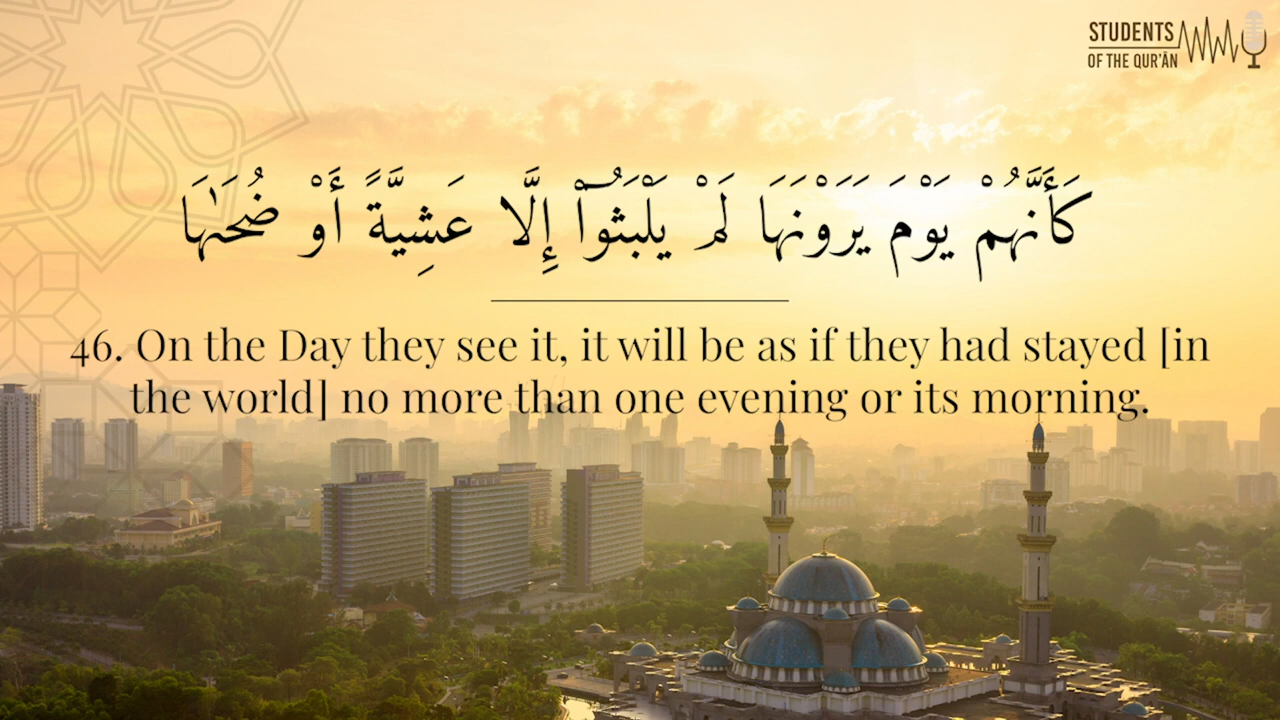 STUDENTS
OF THE QUR'ĀN
كَأَنَّهُمْ يَوْمَ يَرَوْنَهَا لَمْ يَلْبَثُوٓا۟ إِلَّا عَشِيَّةً أَوْ ضُحَىٰهَا
46. On the Day they see it, it will be as if they had stayed [in
the world] no more than one evening or its morning.